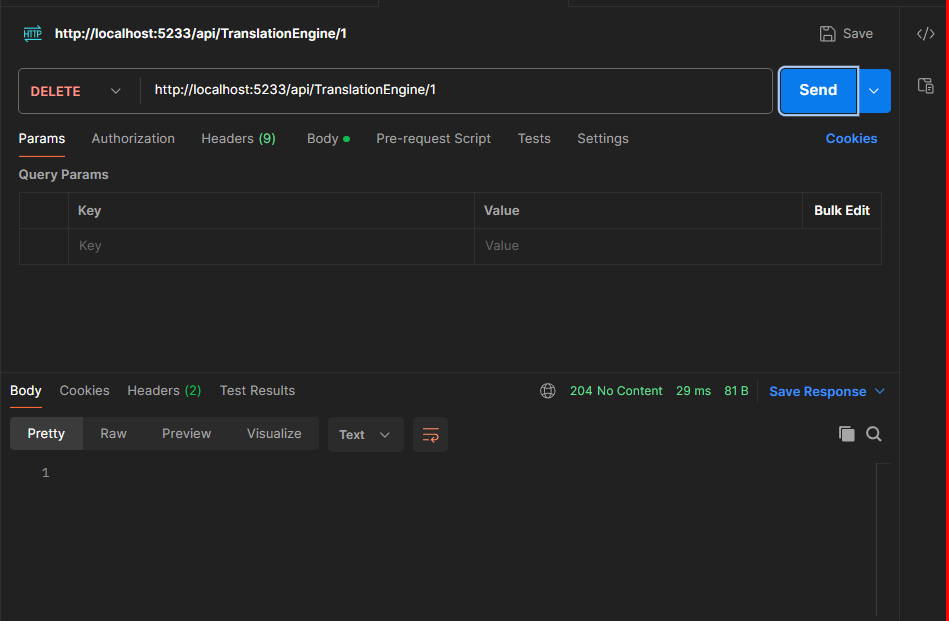 HTTP http://localhost:5233/api/TranslationEngine/1 Save
DELETE http://localhost:5233/api/TranslationEngine/1 Send
Params Authorization Headers (9) Body Pre-request Script Tests Settings Cookies
Query Params
Key Value Bulk Edit
Key Value
Body Cookies Headers (2) Test Results 204 No Content 29 ms 81 B Save Response
Pretty Raw Preview Visualize Text
1